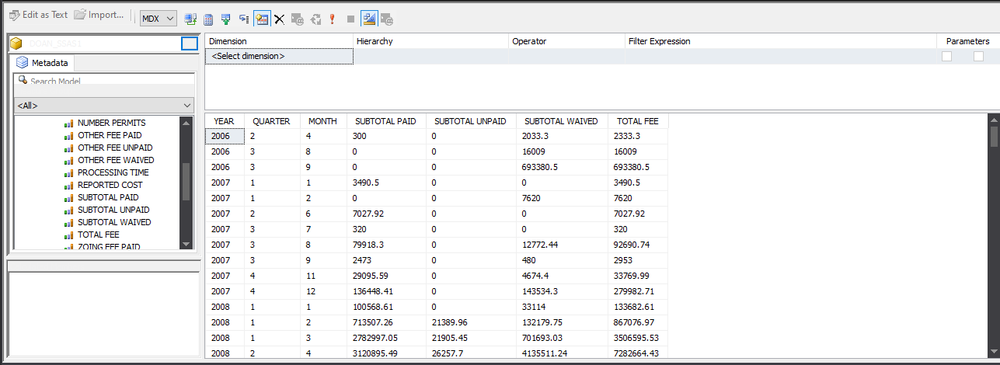 Edit as Text Import... MDX
Dimension Hierarchy Operator Filter Expression Parameters
<Select dimension>
Metadata
Search Model
<All>
NUMBER PERMITS
OTHER FEE PAID
OTHER FEE UNPAID
OTHER FEE WAIVED
PROCESSING TIME
REPORTED COST
SUBTOTAL PAID
SUBTOTAL UNPAID
SUBTOTAL WAIVED
TOTAL FEE
ZOING FEE PAID
YEAR QUARTER MONTH SUBTOTAL PAID SUBTOTAL UNPAID SUBTOTAL WAIVED TOTAL FEE
2006 2 4 300 0 2033.3 2333.3
2006 3 8 0 0 16009 16009
2006 3 9 0 0 693380.5 693380.5
2007 1 1 3490.5 0 0 3490.5
2007 1 2 0 0 7620 7620
2007 2 6 7027.92 0 0 7027.92
2007 3 7 320 0 0 320
2007 3 8 79918.3 0 12772.44 92690.74
2007 3 9 2473 0 480 2953
2007 4 11 29095.59 0 4674.4 33769.99
2007 4 12 136448.41 0 143534.3 279982.71
2008 1 1 100568.61 0 33114 133682.61
2008 1 2 713507.26 21389.96 132179.75 867076.97
2008 1 3 2782997.05 21905.45 701693.03 3506595.53
2008 2 4 3120895.49 26257.7 4135511.24 7282664.43